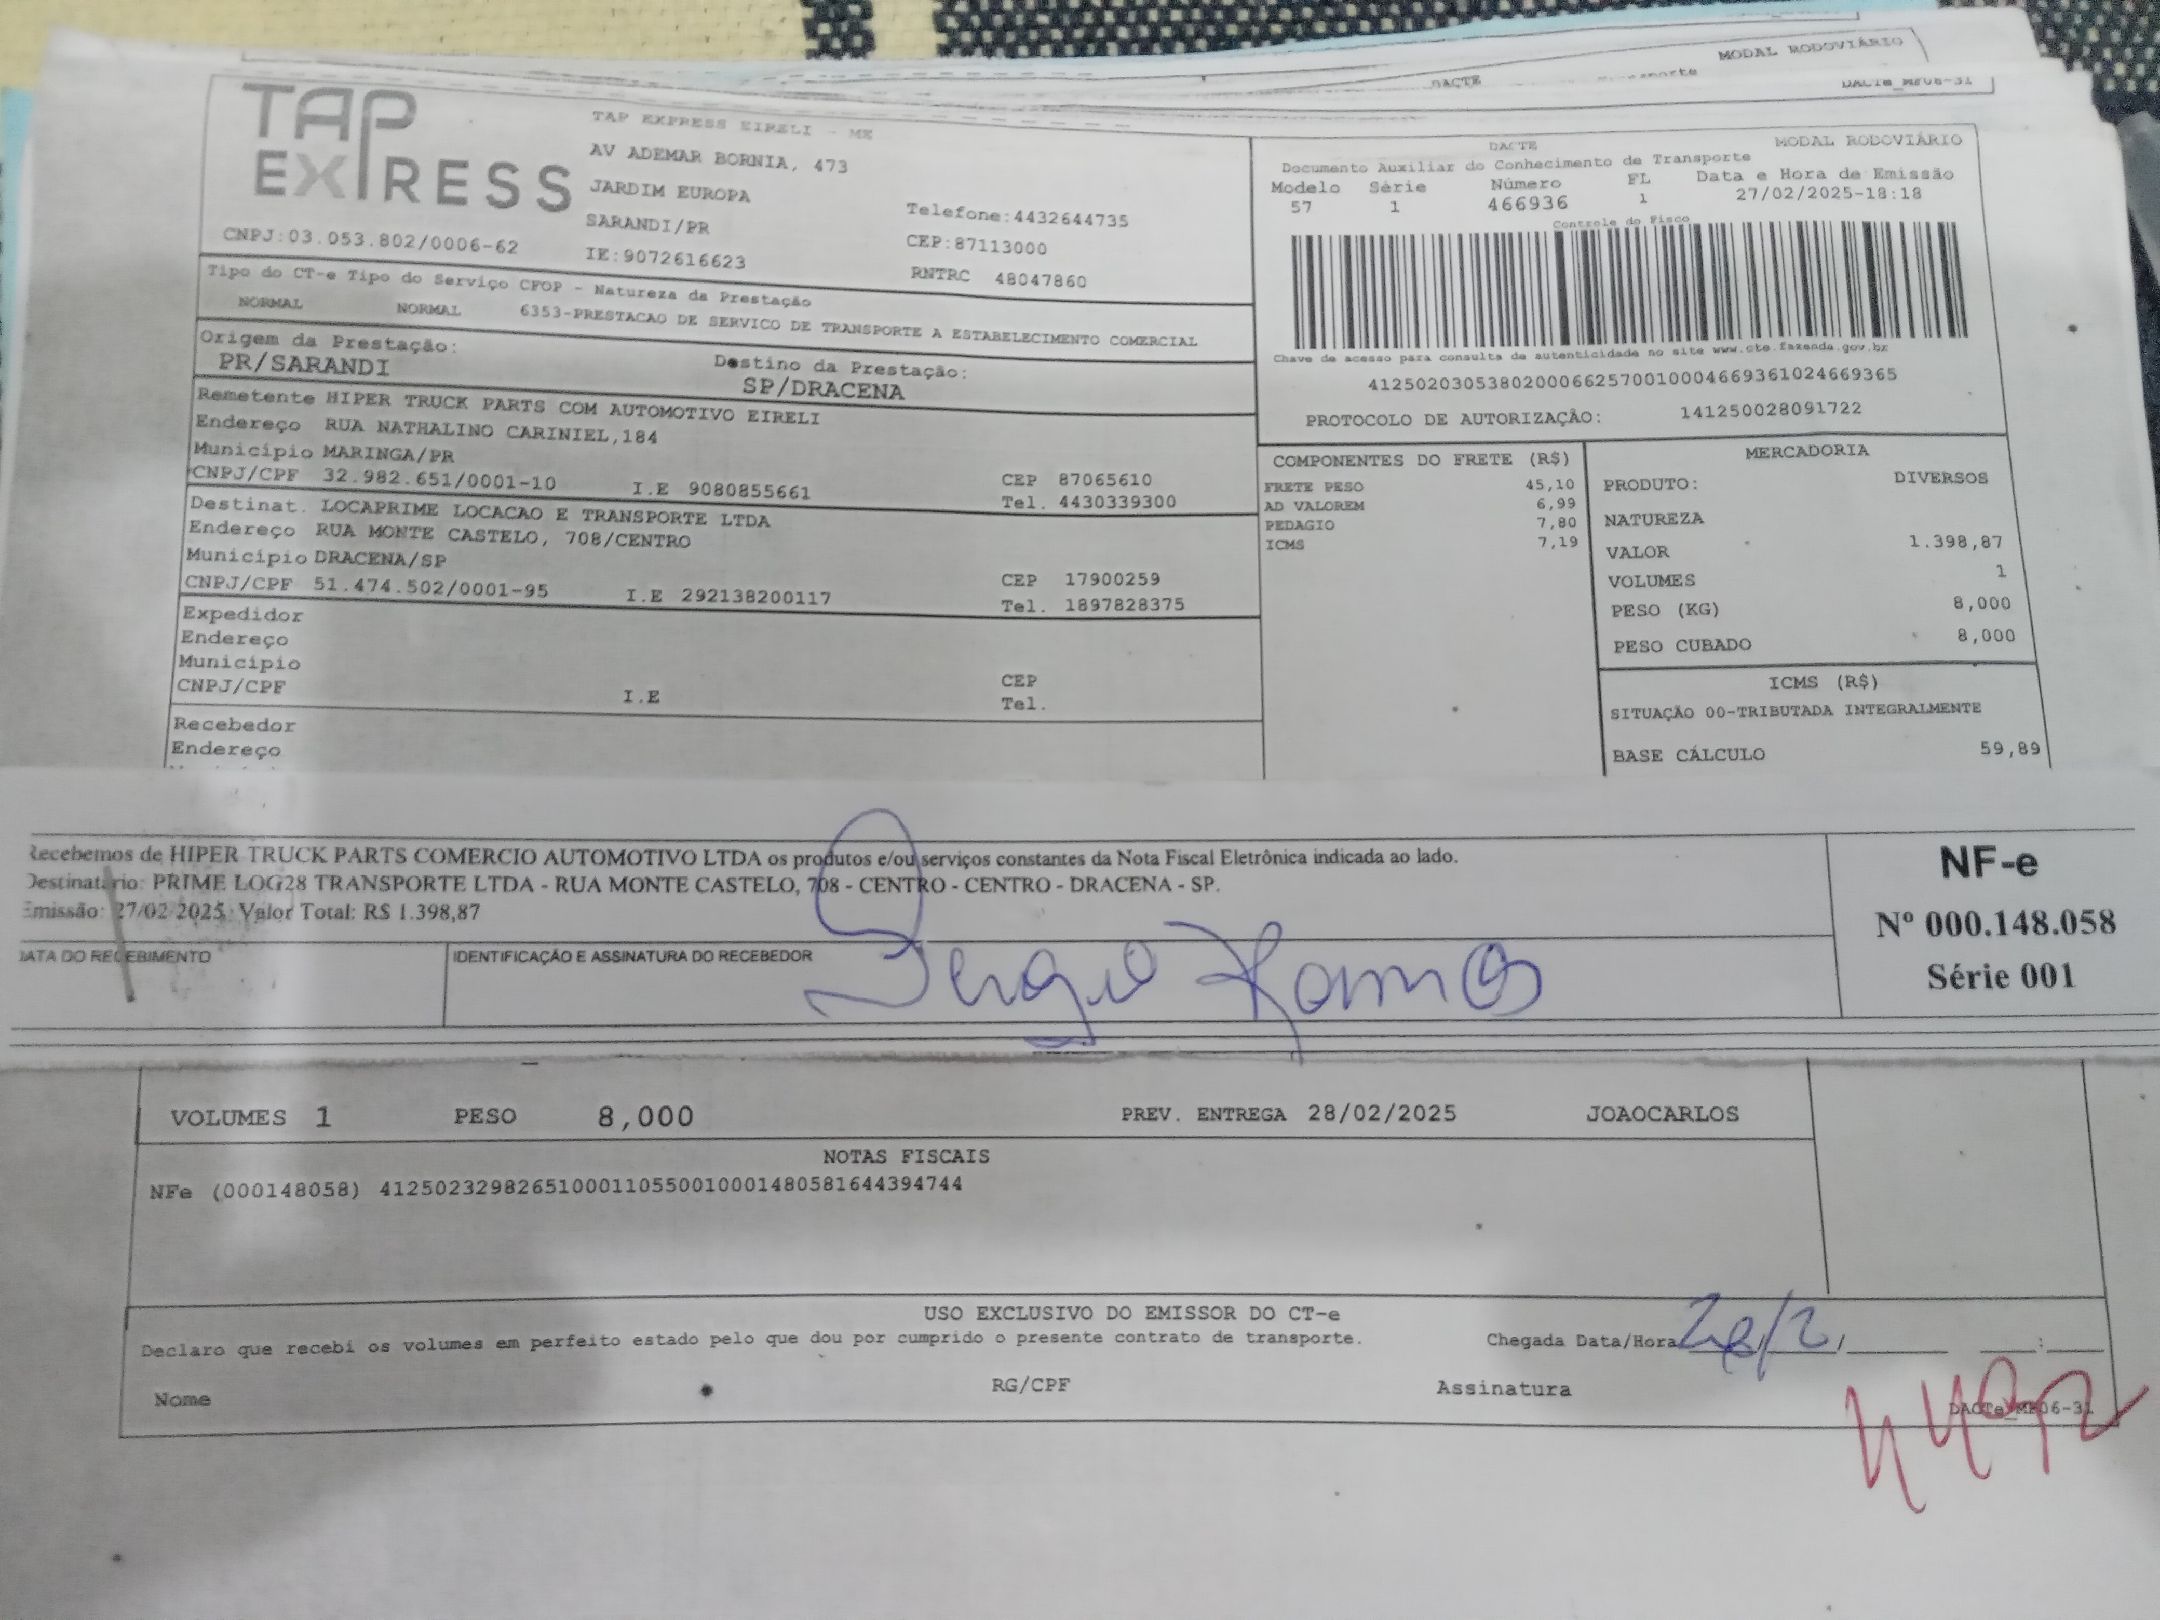 MODAL RODOVIÁRIO
DACTE
DACTe_MF06-31
TAP EXPRESS
TAP EXPRESS EIRELI - ME
AV ADEMAR BORNIA, 473
JARDIM EUROPA
SARANDI/PR
Telefone:4432644735
CNPJ:03.053.802/0006-62
IE:9072616623
CEP:87113000
RNTRC 48047860
DACTE
MODAL RODOVIÁRIO
Documento Auxiliar do Conhecimento de Transporte
Modelo Série Número FL Data e Hora de Emissão
57 1 466936 1 27/02/2025-18:18
Controle do Fisco
Chave de acesso para consulta de autenticidade no site www.cte.fazenda.gov.br
41250203053802000662570010004669361024669365
PROTOCOLO DE AUTORIZAÇÃO: 141250028091722
Tipo do CT-e Tipo do Serviço CFOP - Natureza da Prestação
NORMAL NORMAL 6353-PRESTACAO DE SERVICO DE TRANSPORTE A ESTABELECIMENTO COMERCIAL
Origem da Prestação: Destino da Prestação:
PR/SARANDI SP/DRACENA
Remetente HIPER TRUCK PARTS COM AUTOMOTIVO EIRELI
Endereço RUA NATHALINO CARINIEL,184
Município MARINGA/PR CEP 87065610
CNPJ/CPF 32.982.651/0001-10 I.E 9080855661 Tel. 4430339300
Destinat. LOCAPRIME LOCACAO E TRANSPORTE LTDA
Endereço RUA MONTE CASTELO, 708/CENTRO
Município DRACENA/SP CEP 17900259
CNPJ/CPF 51.474.502/0001-95 I.E 292138200117 Tel. 1897828375
Expedidor
Endereço
Município CEP
CNPJ/CPF I.E Tel.
Recebedor
Endereço
COMPONENTES DO FRETE (R$)
FRETE PESO 45,10
AD VALOREM 6,99
PEDAGIO 7,80
ICMS 7,19
MERCADORIA
PRODUTO: DIVERSOS
NATUREZA
VALOR 1.398,87
VOLUMES 1
PESO (KG) 8,000
PESO CUBADO 8,000
ICMS (R$)
SITUAÇÃO 00-TRIBUTADA INTEGRALMENTE
BASE CÁLCULO 59,89
Recebemos de HIPER TRUCK PARTS COMERCIO AUTOMOTIVO LTDA os produtos e/ou serviços constantes da Nota Fiscal Eletrônica indicada ao lado.
Destinatário: PRIME LOG28 TRANSPORTE LTDA - RUA MONTE CASTELO, 708 - CENTRO - CENTRO - DRACENA - SP.
Emissão: 27/02/2025. Valor Total: R$ 1.398,87
DATA DO RECEBIMENTO
IDENTIFICAÇÃO E ASSINATURA DO RECEBEDOR
Sergio Ramos
NF-e
Nº 000.148.058
Série 001
VOLUMES 1 PESO 8,000 PREV. ENTREGA 28/02/2025 JOAOCARLOS
NOTAS FISCAIS
NFe (000148058) 41250232982651000110550010001480581644394744
USO EXCLUSIVO DO EMISSOR DO CT-e
Declaro que recebi os volumes em perfeito estado pelo que dou por cumprido o presente contrato de transporte. Chegada Data/Hora 28/2/
Nome RG/CPF Assinatura
DACTe_MF06-31